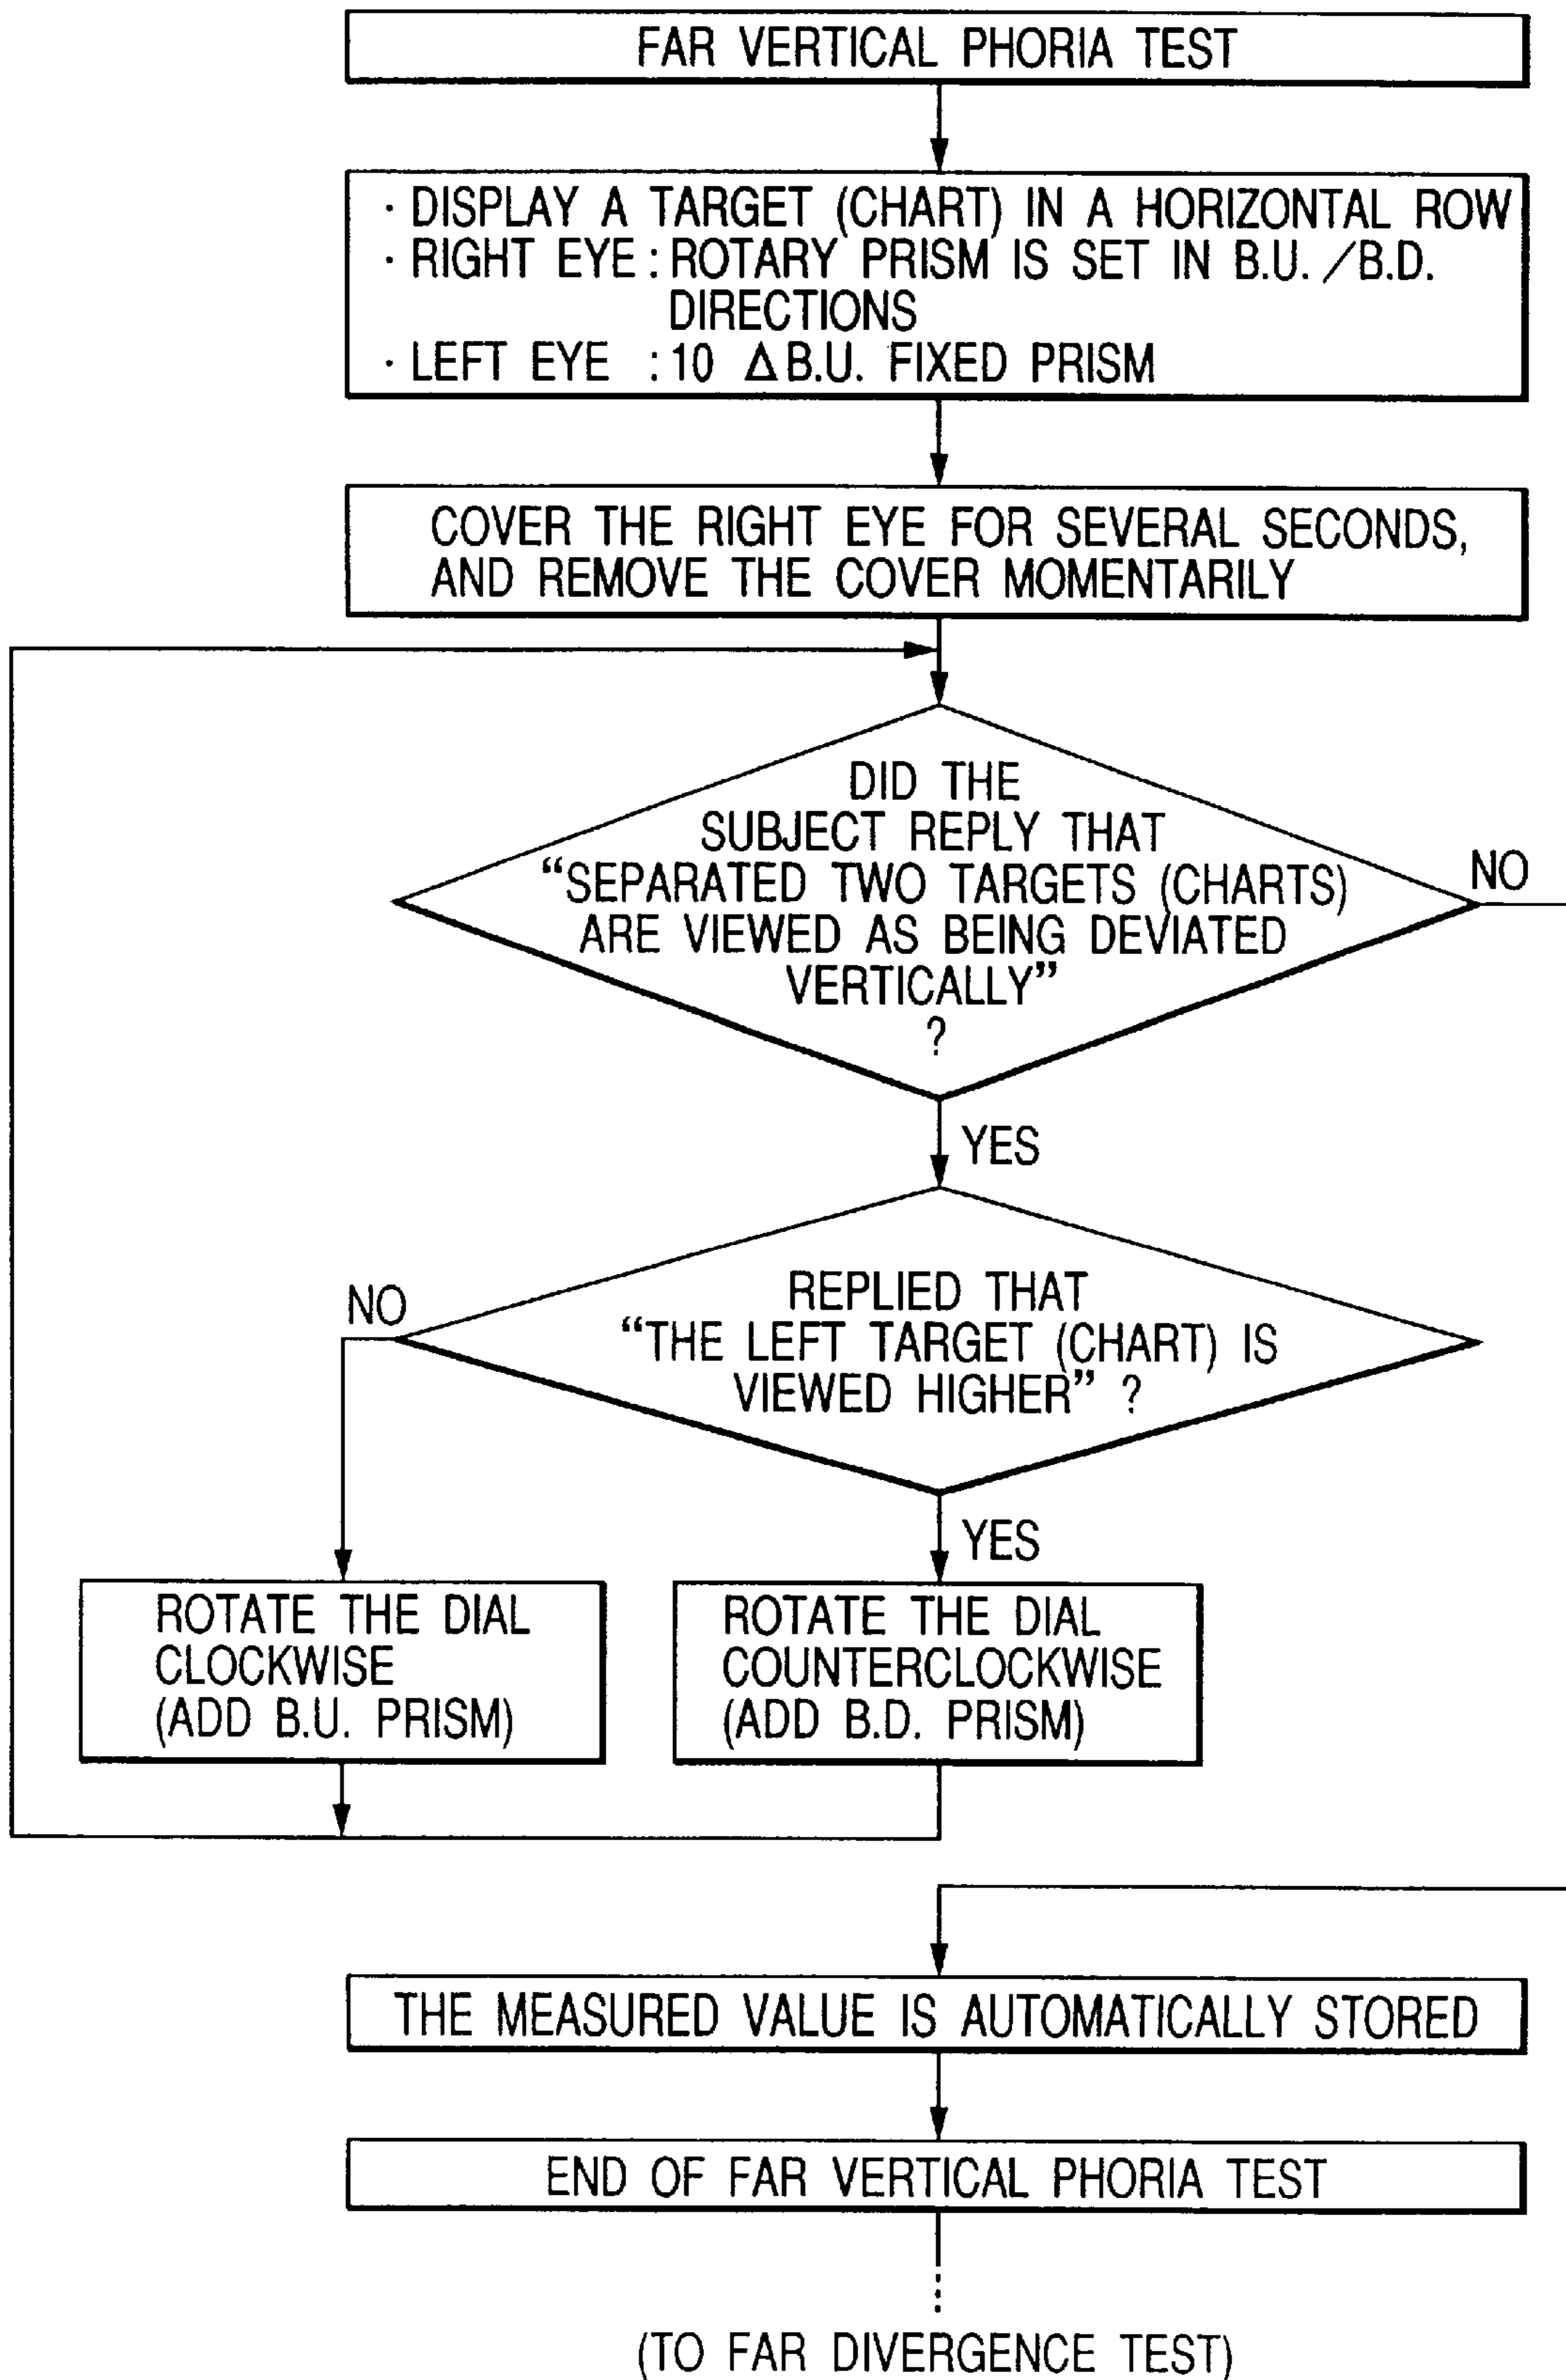 FAR VERTICAL PHORIA TEST
· DISPLAY A TARGET (CHART) IN A HORIZONTAL ROW
· RIGHT EYE : ROTARY PRISM IS SET IN B.U. /B.D.
DIRECTIONS
· LEFT EYE : 10 Δ B.U. FIXED PRISM
COVER THE RIGHT EYE FOR SEVERAL SECONDS,
AND REMOVE THE COVER MOMENTARILY
DID THE
SUBJECT REPLY THAT
“SEPARATED TWO TARGETS (CHARTS)
ARE VIEWED AS BEING DEVIATED
VERTICALLY”
?
NO
YES
REPLIED THAT
“THE LEFT TARGET (CHART) IS
VIEWED HIGHER” ?
NO
YES
ROTATE THE DIAL
CLOCKWISE
(ADD B.U. PRISM)
ROTATE THE DIAL
COUNTERCLOCKWISE
(ADD B.D. PRISM)
THE MEASURED VALUE IS AUTOMATICALLY STORED
END OF FAR VERTICAL PHORIA TEST
(TO FAR DIVERGENCE TEST)